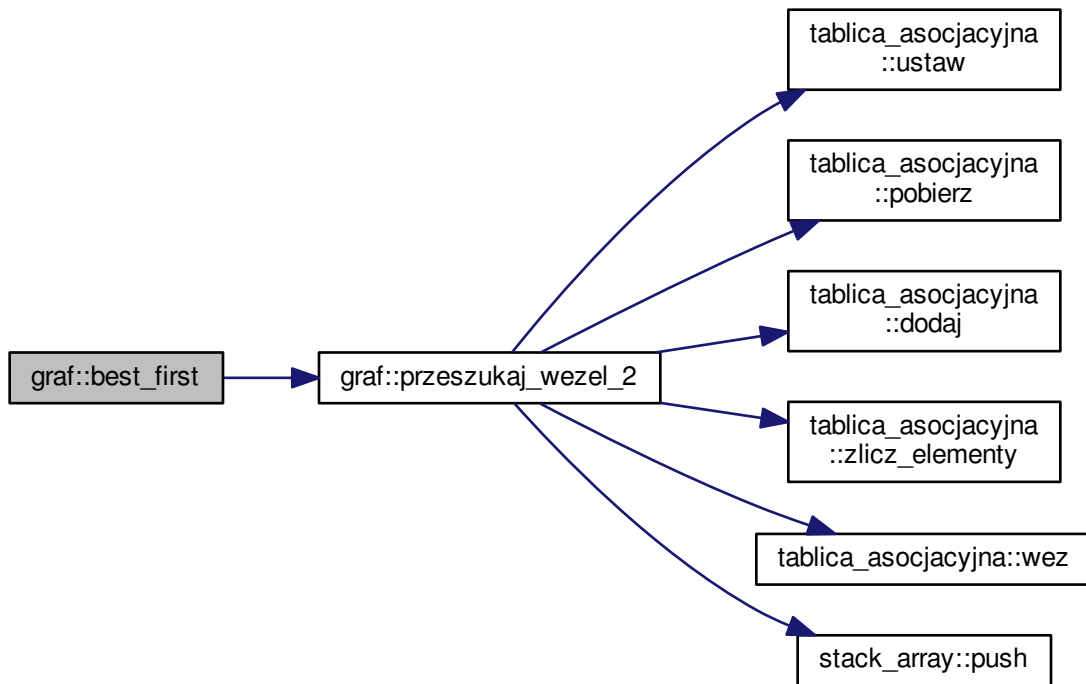 tablica_asocjacyjna
::ustaw
tablica_asocjacyjna
::pobierz
tablica_asocjacyjna
::dodaj
graf::best_first
graf::przeszukaj_wezel_2
tablica_asocjacyjna
::zlicz_elementy
tablica_asocjacyjna::wez
stack_array::push